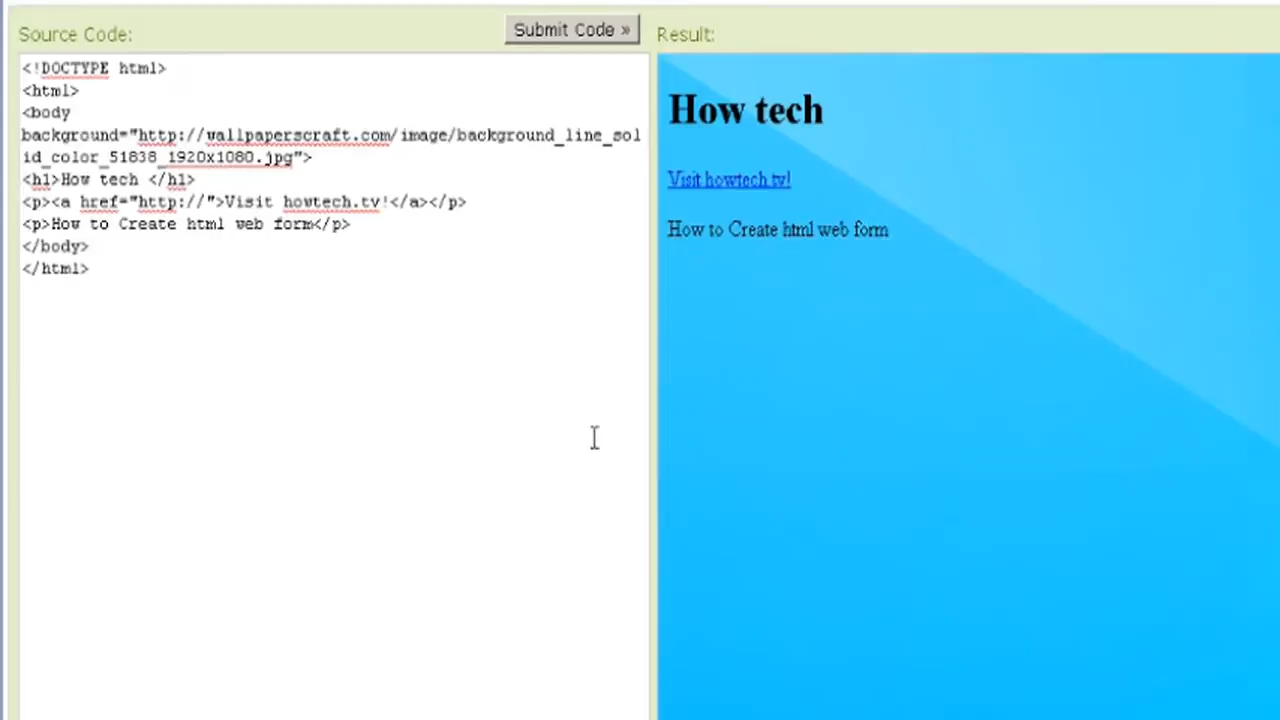 Source Code:
Submit Code »
Result:
<!DOCTYPE html>
<html>
<body
background="http://wallpaperscraft.com/image/background_line_sol
id_color_51838_1920x1080.jpg">
<h1>How tech </h1>
<p><a href="http://">Visit howtech.tv!</a></p>
<p>How to Create html web form</p>
</body>
</html>
How tech
Visit howtech.tv!
How to Create html web form